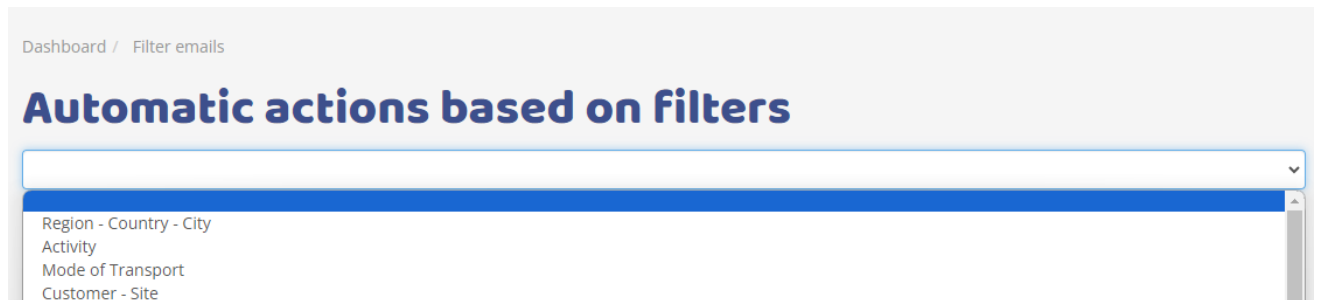 Dashboard / Filter emails
Automatic actions based on filters
Region - Country - City
Activity
Mode of Transport
Customer - Site